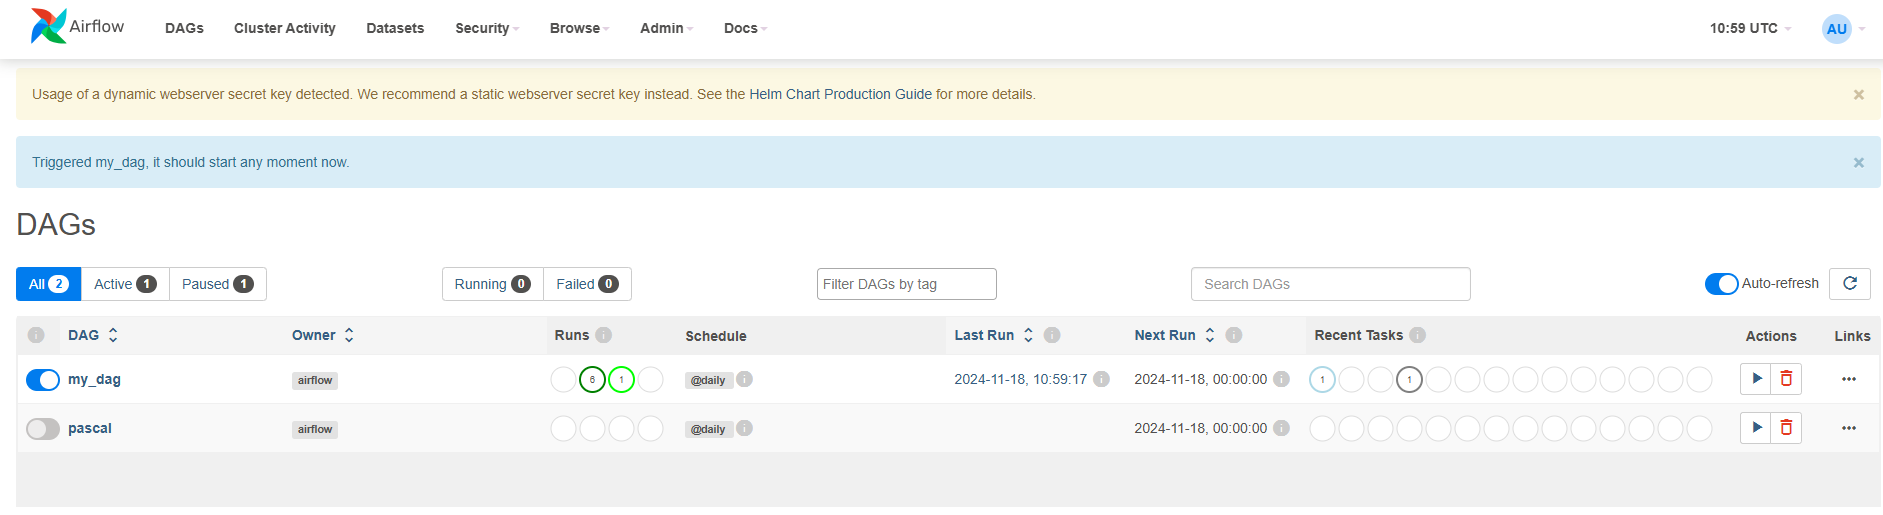 Airflow DAGs Cluster Activity Datasets Security Browse Admin Docs 10:59 UTC AU
Usage of a dynamic webserver secret key detected. We recommend a static webserver secret key instead. See the Helm Chart Production Guide for more details. ×
Triggered my_dag, it should start any moment now. ×
DAGs
All 2 Active 1 Paused 1 Running 0 Failed 0 Filter DAGs by tag Search DAGs Auto-refresh
i DAG Owner Runs i Schedule Last Run i Next Run i Recent Tasks i Actions Links
my_dag airflow 6 1 @daily i 2024-11-18, 10:59:17 i 2024-11-18, 00:00:00 i 1 1
pascal airflow @daily i 2024-11-18, 00:00:00 i